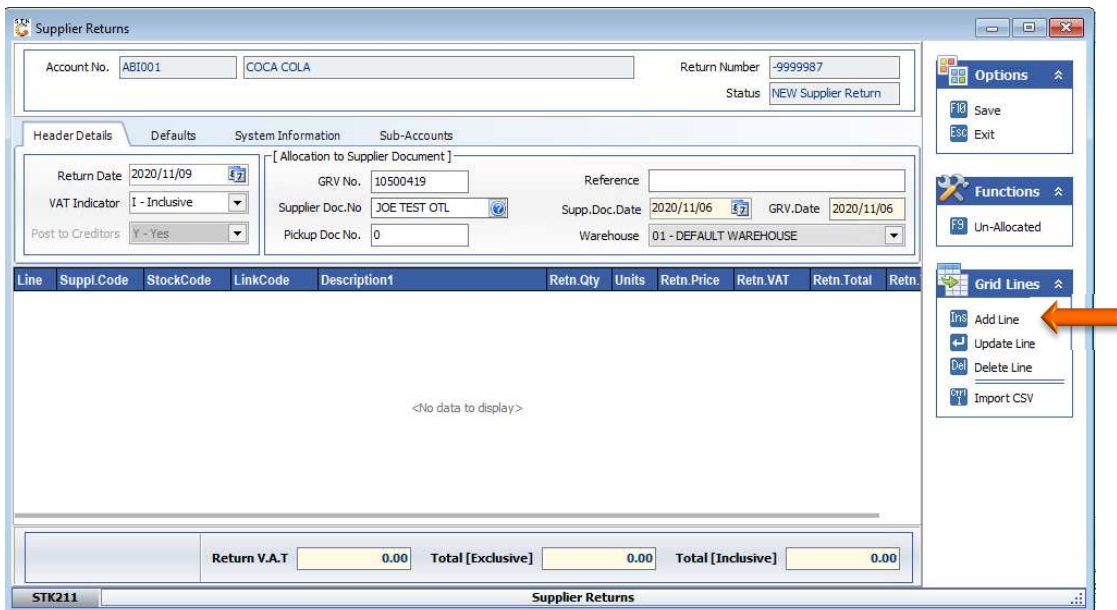 STK
Supplier Returns
Account No. ABI001 COCA COLA Return Number -9999987
Status NEW Supplier Return
Header Details Defaults System Information Sub-Accounts
[ Allocation to Supplier Document ]
Return Date 2020/11/09 GRV No. 10500419 Reference
VAT Indicator I - Inclusive Supplier Doc.No JOE TEST OTL Supp.Doc.Date 2020/11/06 GRV.Date 2020/11/06
Post to Creditors Y - Yes Pickup Doc No. 0 Warehouse 01 - DEFAULT WAREHOUSE
Line Suppl.Code StockCode LinkCode Description1 Retn.Qty Units Retn.Price Retn.VAT Retn.Total Retn.
<No data to display>
Return V.A.T 0.00 Total [Exclusive] 0.00 Total [Inclusive] 0.00
STK211 Supplier Returns
Options
F10 Save
Esc Exit
Functions
F9 Un-Allocated
Grid Lines
Ins Add Line
Update Line
Del Delete Line
Ctrl I Import CSV